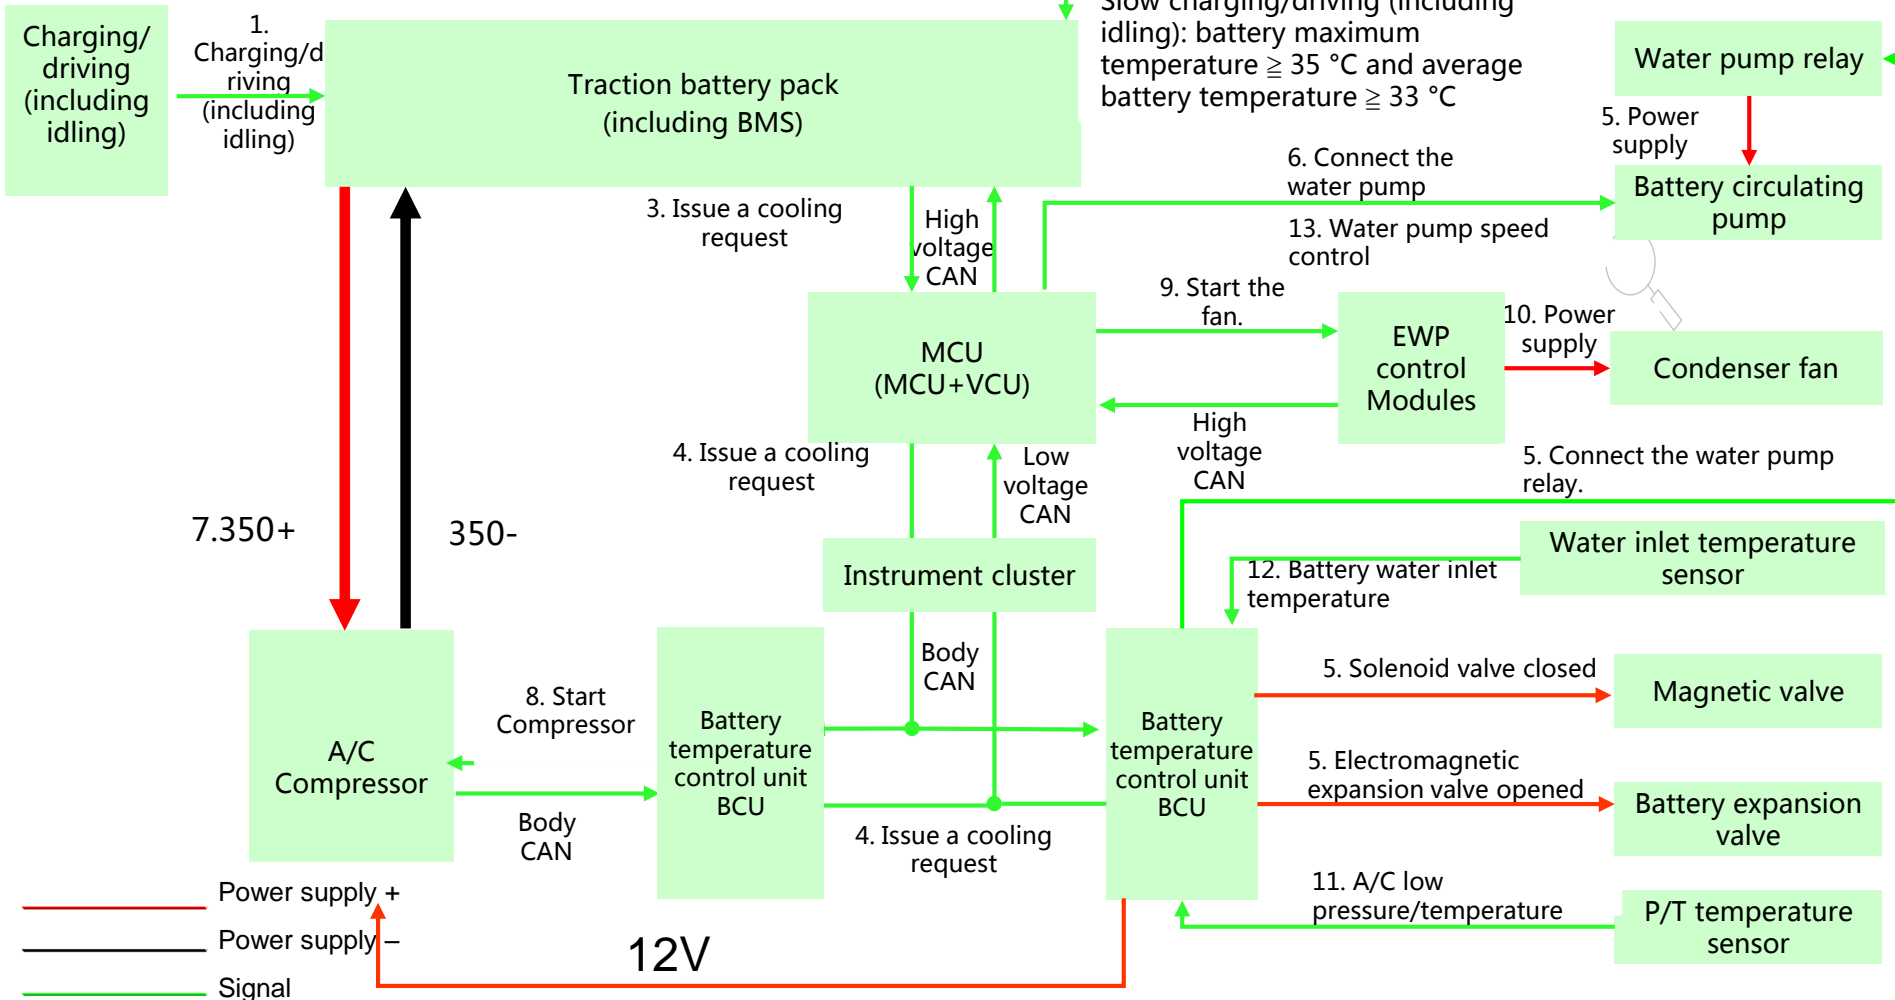 Charging/
driving
(including
idling)
1.
Charging/d
riving
(including
idling)
Traction battery pack
(including BMS)
Slow charging/driving (including
idling): battery maximum
temperature ≧ 35 °C and average
battery temperature ≧ 33 °C
Water pump relay
5. Power
supply
6. Connect the
water pump
Battery circulating
pump
13. Water pump speed
control
3. Issue a cooling
request
High
voltage
CAN
9. Start the
fan.
MCU
(MCU+VCU)
EWP
control
Modules
10. Power
supply
Condenser fan
High
voltage
CAN
4. Issue a cooling
request
Low
voltage
CAN
5. Connect the water pump
relay.
7.350+
350-
Instrument cluster
Water inlet temperature
sensor
12. Battery water inlet
temperature
Body
CAN
8. Start
Compressor
A/C
Compressor
Battery
temperature
control unit
BCU
Battery
temperature
control unit
BCU
5. Solenoid valve closed
Magnetic valve
5. Electromagnetic
expansion valve opened
Battery expansion
valve
Body
CAN
4. Issue a cooling
request
11. A/C low
pressure/temperature
P/T temperature
sensor
Power supply +
Power supply –
Signal
12V